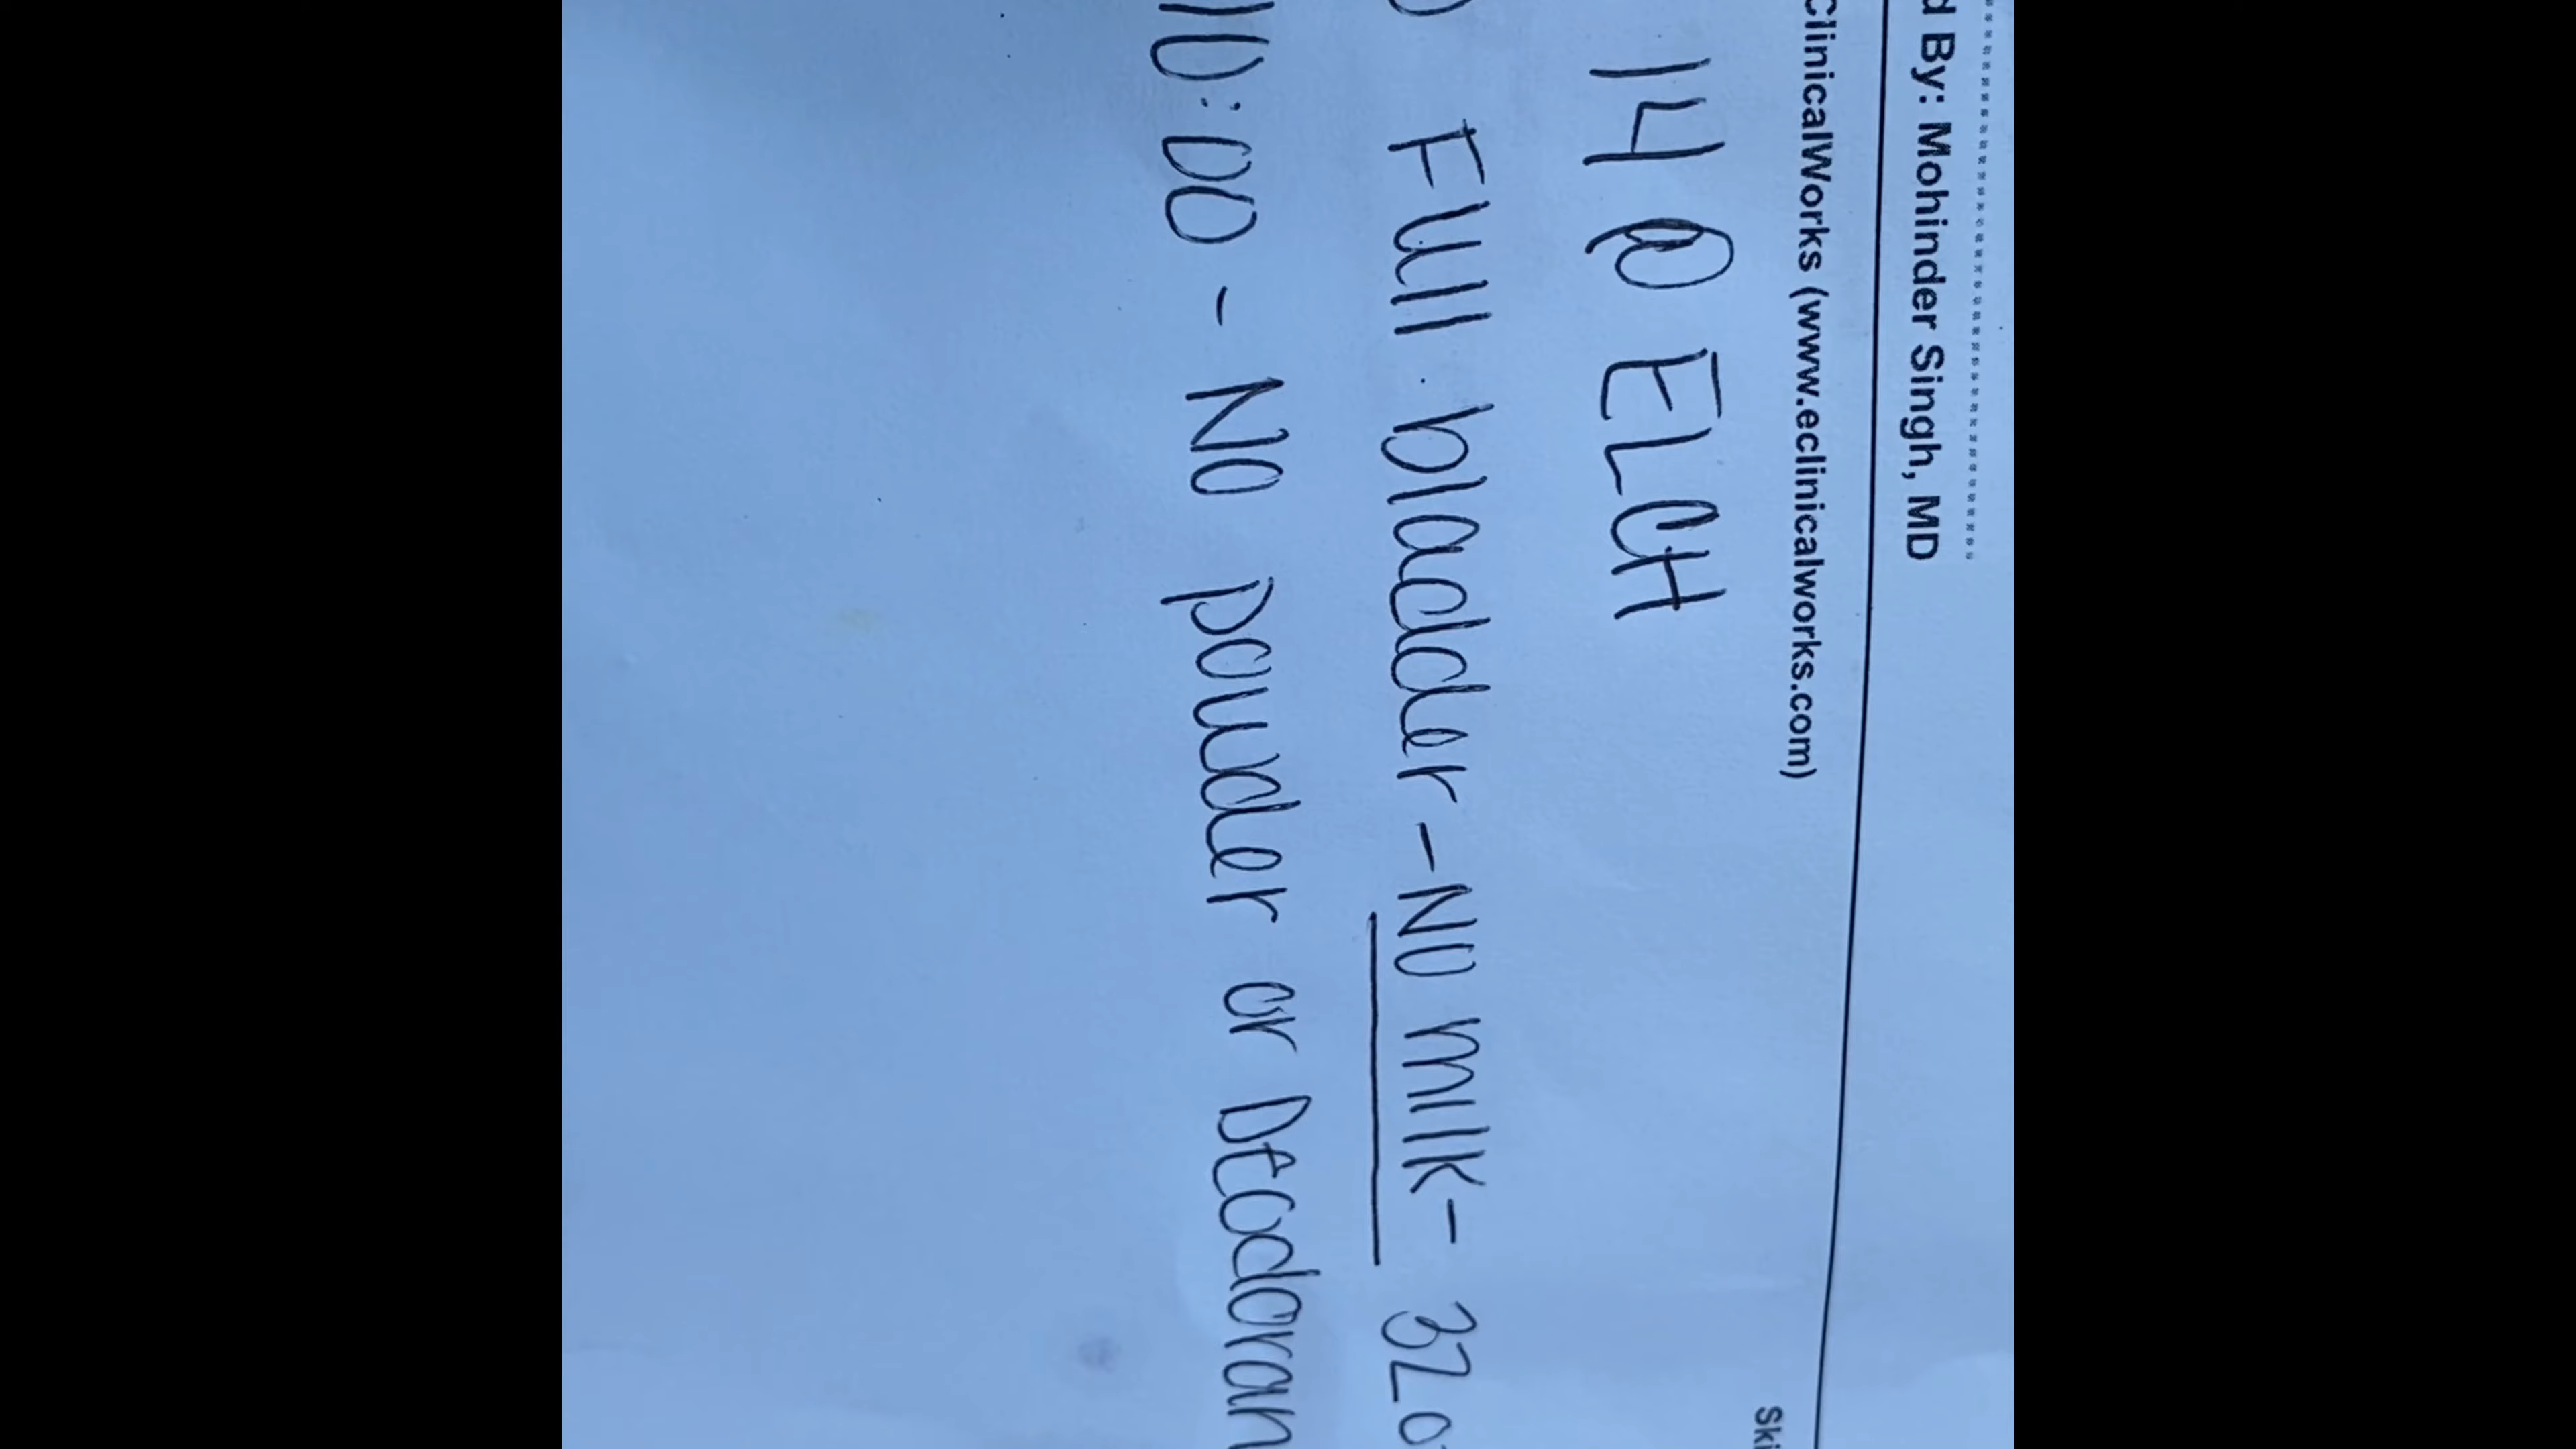 d By: Mohinder Singh, MD
ClinicalWorks (www.eclinicalworks.com)
Ski
14 @ ELCH
Full bladder - NO milk - 32o
10:00 - No powder or Deodoran